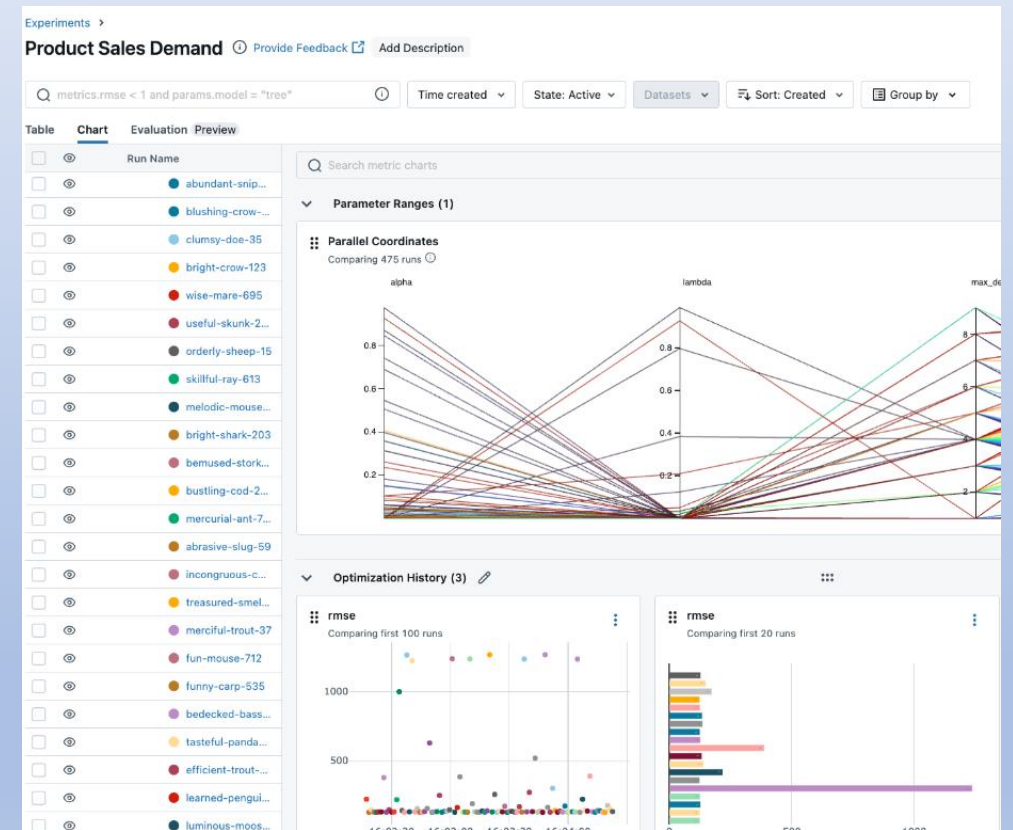 Experiments >
Product Sales Demand Provide Feedback Add Description
metrics.rmse < 1 and params.model = "tree" Time created State: Active Datasets Sort: Created Group by
Table Chart Evaluation Preview
Run Name
abundant-snip...
blushing-crow-...
clumsy-doe-35
bright-crow-123
wise-mare-695
useful-skunk-2...
orderly-sheep-15
skillful-ray-613
melodic-mouse...
bright-shark-203
bemused-stork...
bustling-cod-2...
mercurial-ant-7...
abrasive-slug-59
incongruous-c...
treasured-smel...
merciful-trout-37
fun-mouse-712
funny-carp-535
bedecked-bass...
tasteful-panda...
efficient-trout-...
learned-pengui...
luminous-moos...
Search metric charts
Parameter Ranges (1)
Parallel Coordinates
Comparing 475 runs
alpha lambda max_de
0.8 0.8 8
0.6 0.6 6
0.4 0.4 4
0.2 0.2 2
Optimization History (3)
rmse
Comparing first 100 runs
1000
500
rmse
Comparing first 20 runs
0 500 1000